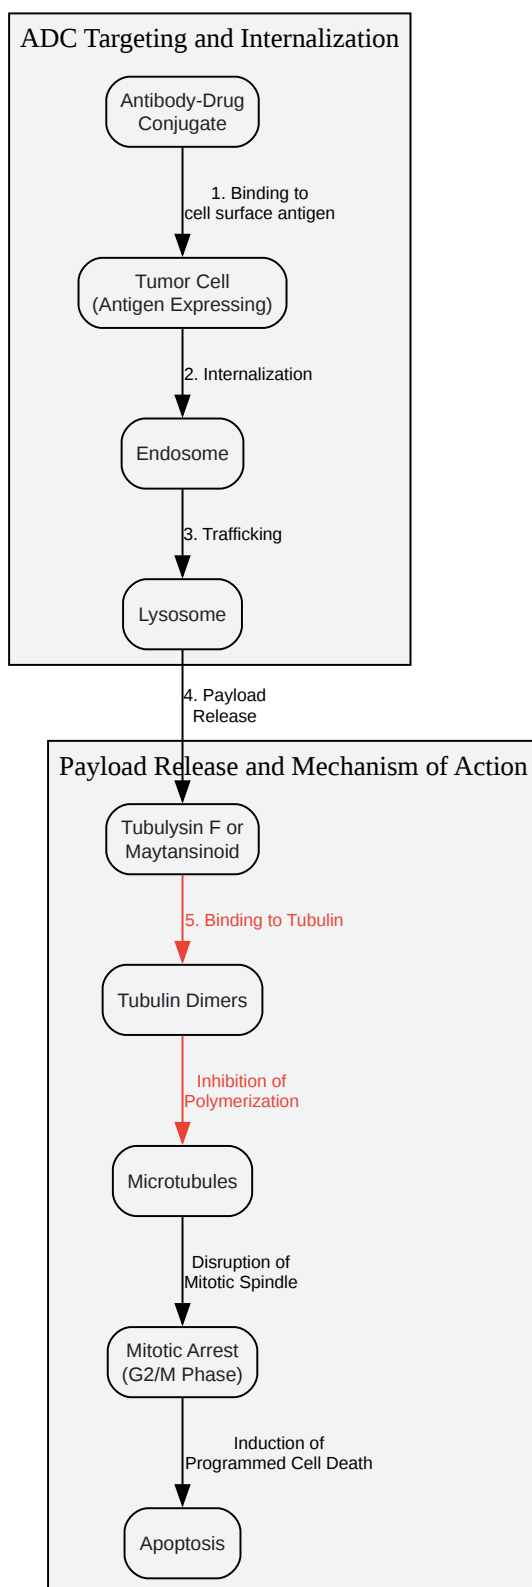 ADC Targeting and Internalization
Antibody-Drug
Conjugate
1. Binding to
cell surface antigen
Tumor Cell
(Antigen Expressing)
2. Internalization
Endosome
3. Trafficking
Lysosome
4. Payload
Release
Payload Release and Mechanism of Action
Tubulysin F or
Maytansinoid
5. Binding to Tubulin
Tubulin Dimers
Inhibition of
Polymerization
Microtubules
Disruption of
Mitotic Spindle
Mitotic Arrest
(G2/M Phase)
Induction of
Programmed Cell Death
Apoptosis